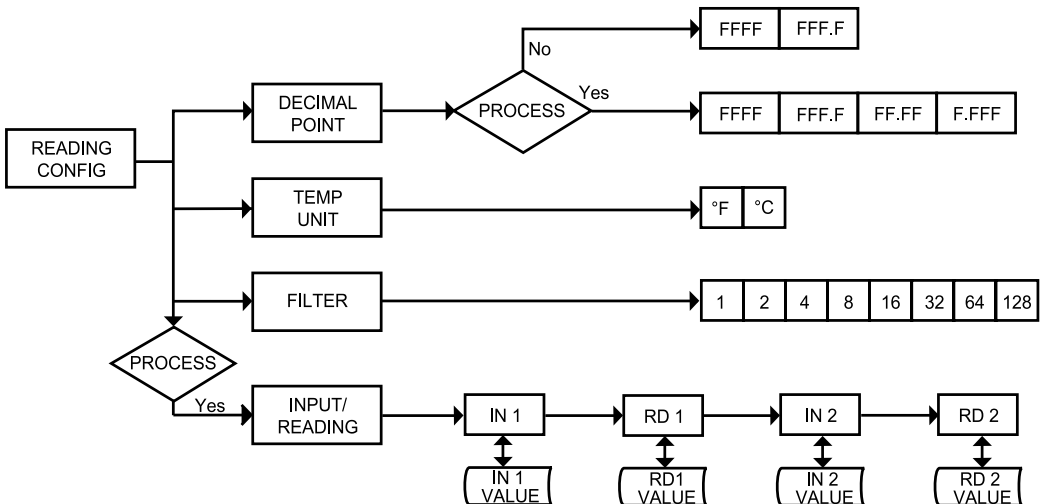 FFFF FFF.F
No
DECIMAL
POINT
PROCESS
Yes
FFFF FFF.F FF.FF F.FFF
READING
CONFIG
TEMP
UNIT
°F °C
FILTER
1 2 4 8 16 32 64 128
PROCESS
Yes
INPUT/
READING
IN 1
RD 1
IN 2
RD 2
IN 1
VALUE
RD1
VALUE
IN 2
VALUE
RD 2
VALUE